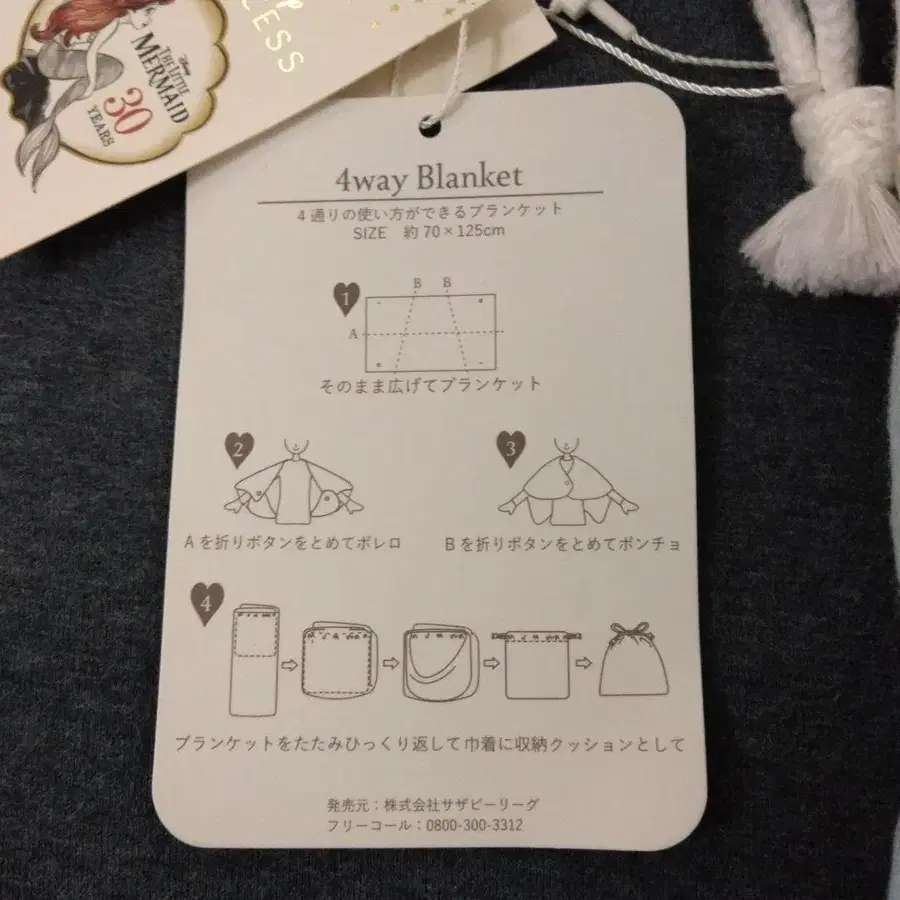 CESS
Disney
THE LITTLE
MERMAID
30
YEARS
4way Blanket
4通りの使い方ができるブランケット
SIZE 約70×125cm
1
B B
A
そのまま広げてブランケット
2
Aを折りボタンをとめてボレロ
3
Bを折りボタンをとめてポンチョ
4
ブランケットをたたみひっくり返して巾着に収納クッションとして
発売元:株式会社サザビーリーグ
フリーコール:0800-300-3312